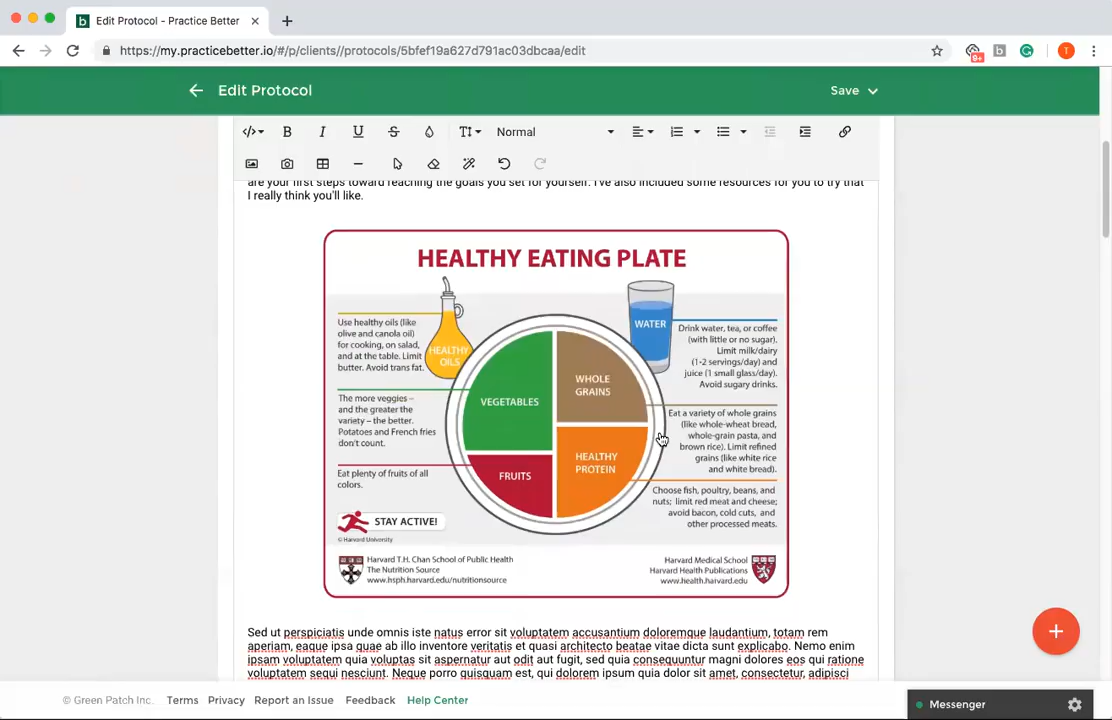 Edit Protocol - Practice Better
https://my.practicebetter.io/#/p/clients//protocols/5bfef19a627d791ac03dbcaa/edit
9+
b
T
Edit Protocol
Save
Normal
are your first steps toward reaching the goals you set for yourself. I've also included some resources for you to try that
I really think you'll like.
HEALTHY EATING PLATE
Use healthy oils (like
olive and canola oil)
for cooking, on salad,
and at the table. Limit
butter. Avoid trans fat.
HEALTHY
OILS
The more veggies –
and the greater the
variety – the better.
Potatoes and French fries
don't count.
Eat plenty of fruits of all
colors.
VEGETABLES
FRUITS
WHOLE
GRAINS
HEALTHY
PROTEIN
WATER
Drink water, tea, or coffee
(with little or no sugar).
Limit milk/dairy
(1-2 servings/day) and
juice (1 small glass/day).
Avoid sugary drinks.
Eat a variety of whole grains
(like whole-wheat bread,
whole-grain pasta, and
brown rice). Limit refined
grains (like white rice
and white bread).
Choose fish, poultry, beans, and
nuts; limit red meat and cheese;
avoid bacon, cold cuts, and
other processed meats.
STAY ACTIVE!
© Harvard University
Harvard T.H. Chan School of Public Health
The Nutrition Source
www.hsph.harvard.edu/nutritionsource
Harvard Medical School
Harvard Health Publications
www.health.harvard.edu
Sed ut perspiciatis unde omnis iste natus error sit voluptatem accusantium doloremque laudantium, totam rem
aperiam, eaque ipsa quae ab illo inventore veritatis et quasi architecto beatae vitae dicta sunt explicabo. Nemo enim
ipsam voluptatem quia voluptas sit aspernatur aut odit aut fugit, sed quia consequuntur magni dolores eos qui ratione
voluptatem sequi nesciunt. Neque porro quisquam est, qui dolorem ipsum quia dolor sit amet, consectetur, adipisci
© Green Patch Inc.
Terms
Privacy
Report an Issue
Feedback
Help Center
Messenger